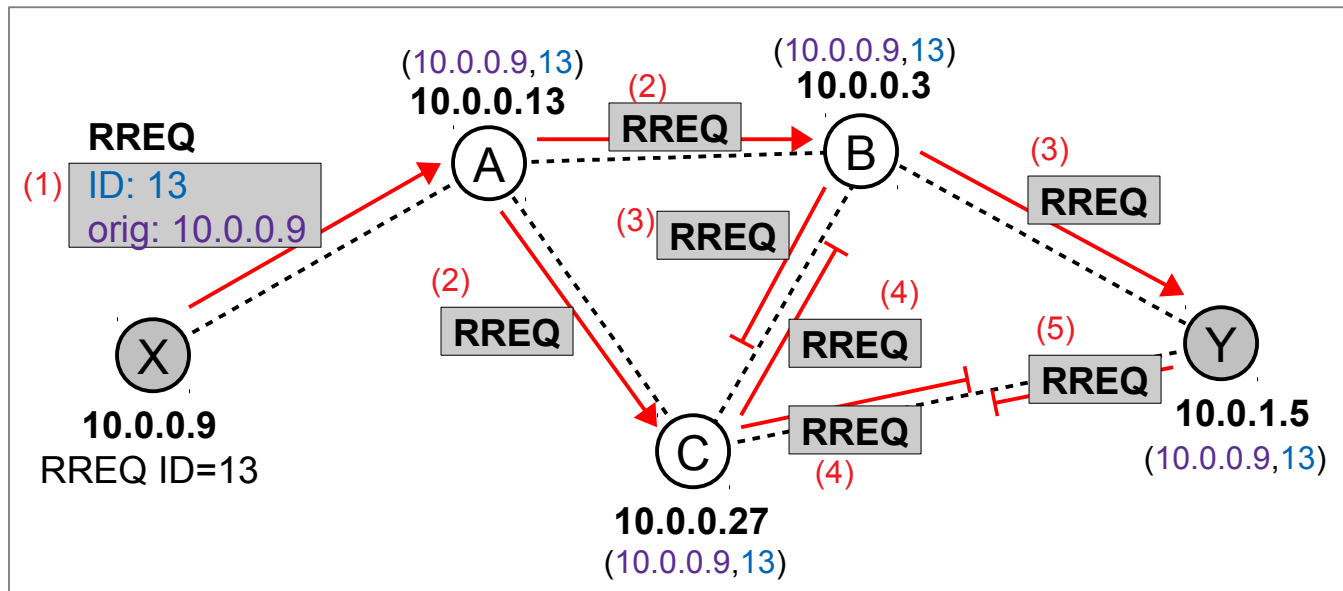 (10.0.0.9,13)
10.0.0.13
(10.0.0.9,13)
10.0.0.3
(2)
RREQ
RREQ
(1)
ID: 13
orig: 10.0.0.9
A
B
(3)
RREQ
(3)
RREQ
(2)
RREQ
(4)
RREQ
(5)
RREQ
X
Y
10.0.0.9
RREQ ID=13
C
RREQ
(4)
10.0.1.5
(10.0.0.9,13)
10.0.0.27
(10.0.0.9,13)